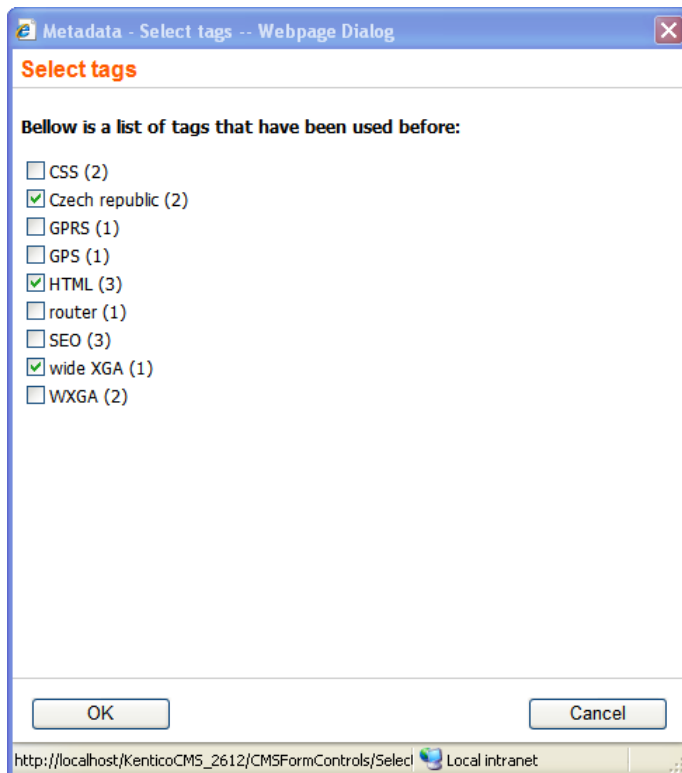 Metadata - Select tags -- Webpage Dialog
Select tags
Bellow is a list of tags that have been used before:
CSS (2)
Czech republic (2)
GPRS (1)
GPS (1)
HTML (3)
router (1)
SEO (3)
wide XGA (1)
WXGA (2)
OK Cancel
http://localhost/KenticoCMS_2612/CMSFormControls/Select Local intranet